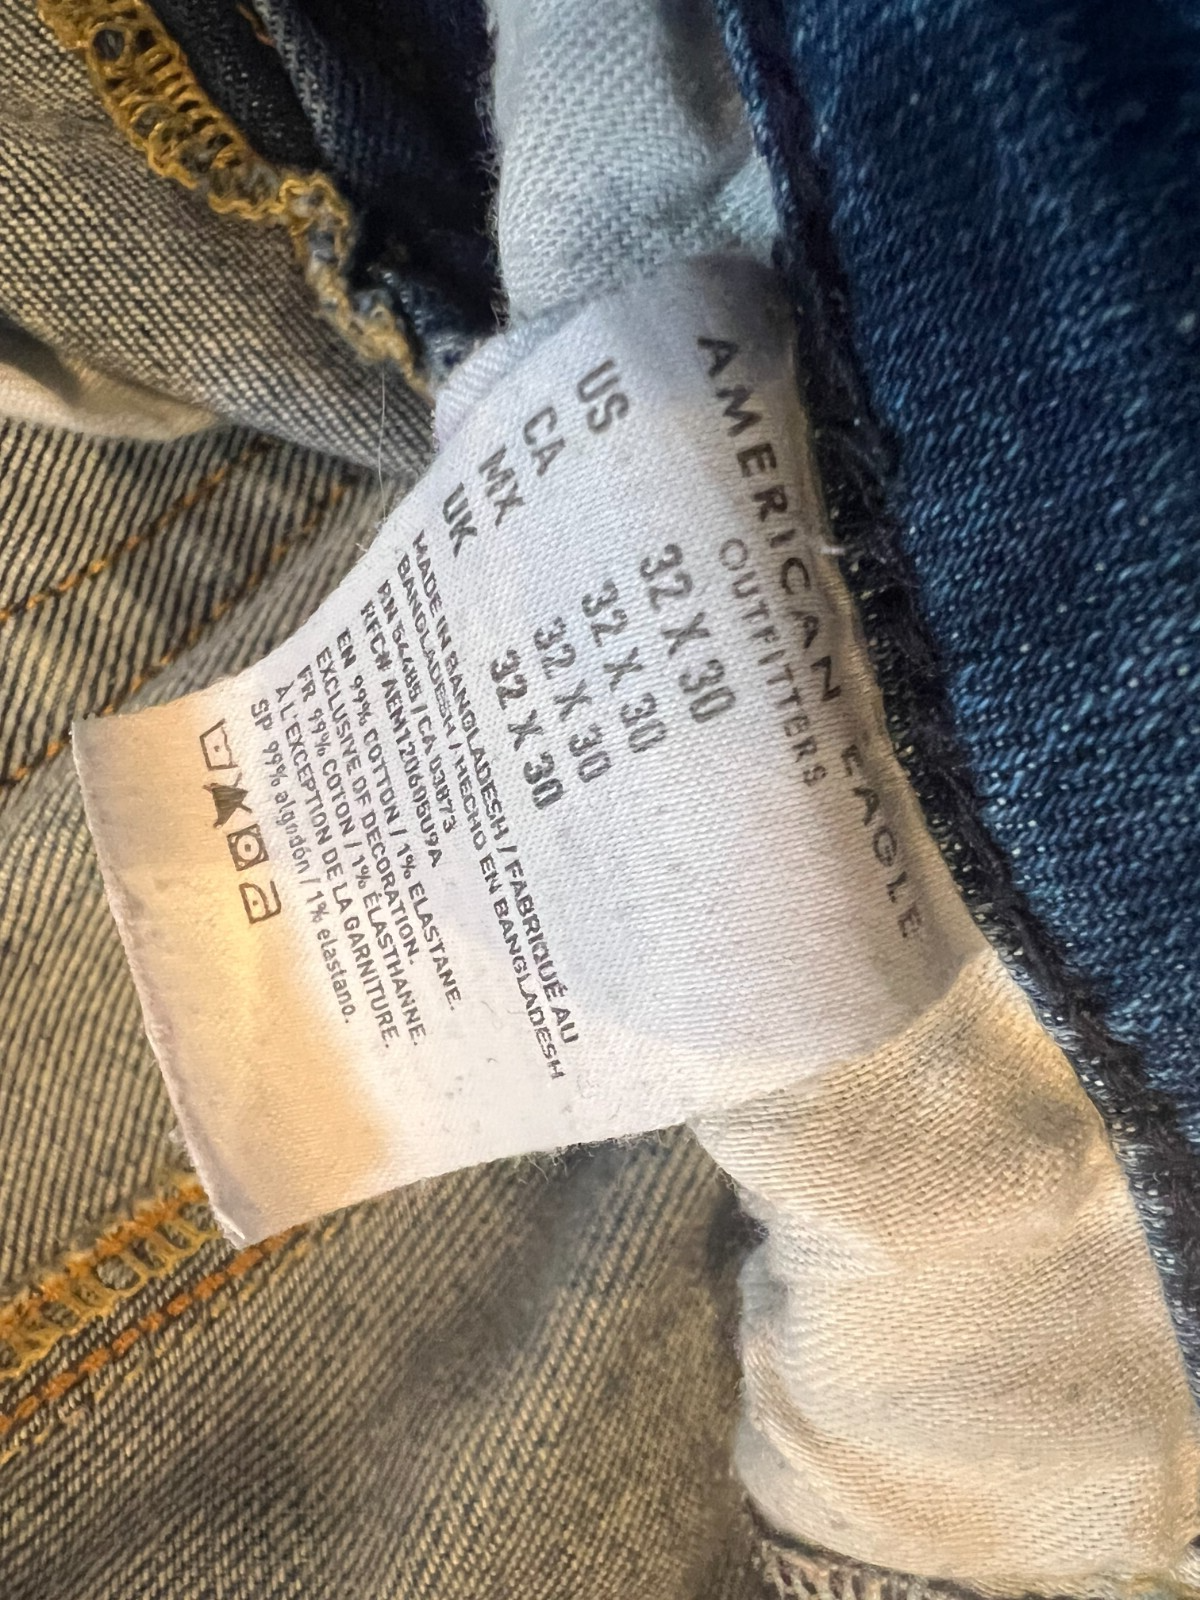 AMERICAN EAGLE
OUTFITTERS
US 32 X 30
CA 32 X 30
MX 32 X 30
UK 32 X 30
MADE IN BANGLADESH / FABRIQUÉ AU
BANGLADESH / HECHO EN BANGLADESH
RN 54485 / CA 03873
RFC# AEM1206069A
EN 99% COTTON / 1% ELASTANE.
EXCLUSIVE OF DECORATION.
FR 99% COTON / 1% ÉLASTHANNE.
À L'EXCEPTION DE LA GARNITURE.
SP 99% algodón / 1% elastano.